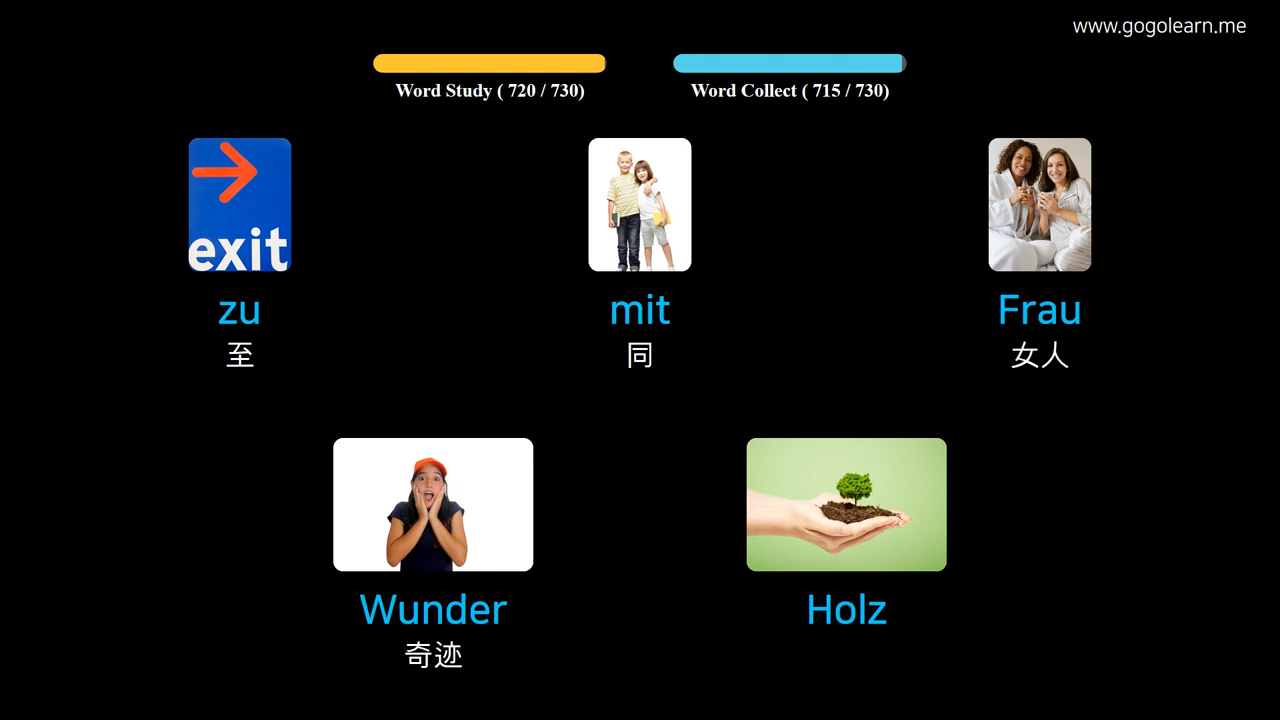 www.gogolearn.me
Word Study ( 720 / 730)
Word Collect ( 715 / 730)
exit
zu
至
mit
同
Frau
女人
Wunder
奇迹
Holz